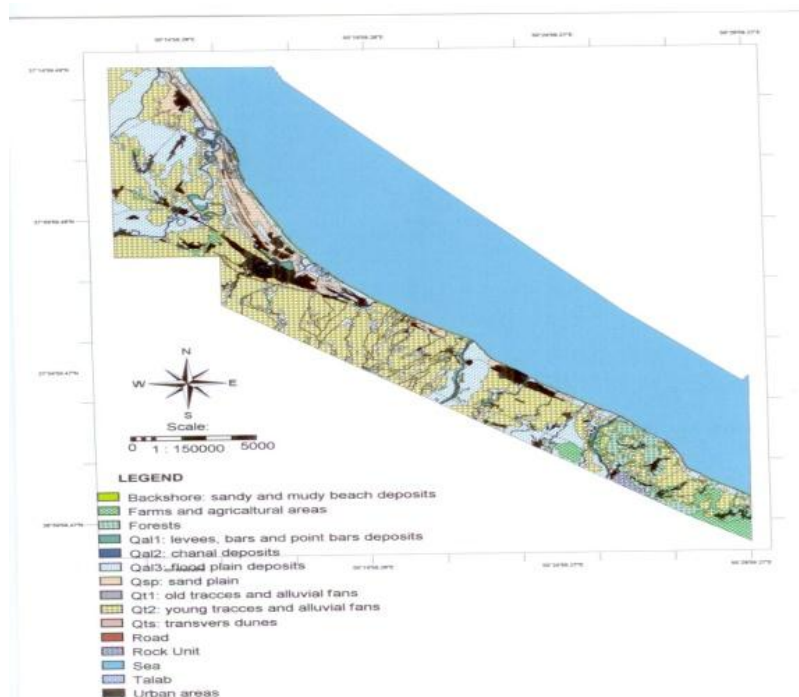 N
W E
S
Scale:
1 : 150000 5000
LEGEND
Backshore: sandy and mudy beach deposits
Farms and agricultural areas
Forests
Qal1: levees, bars and point bars deposits
Qal2: chanal deposits
Qal3: flood plain deposits
Qsp: sand plain
Qt1: old tracces and alluvial fans
Qt2: young tracces and alluvial fans
Qts: transvers dunes
Road
Rock Unit
Sea
Talab
Urban areas